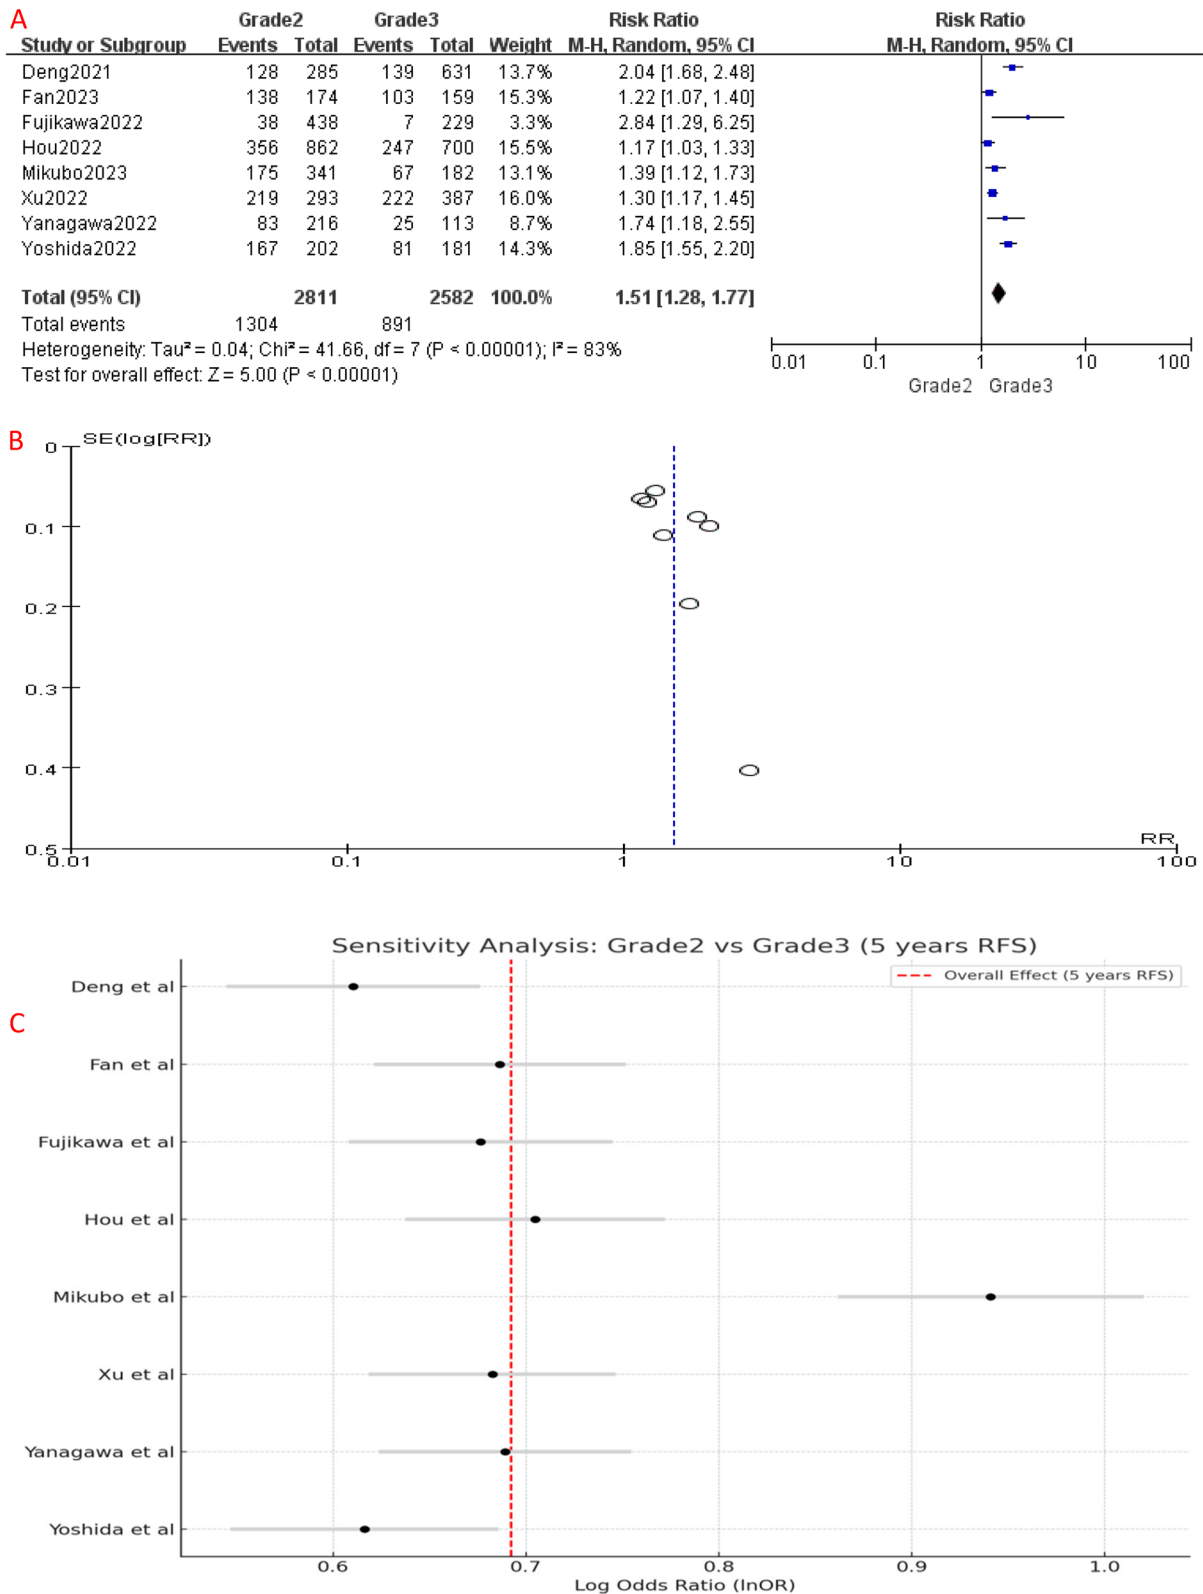 A
Grade2 Grade3 Risk Ratio Risk Ratio
Study or Subgroup Events Total Events Total Weight M-H, Random, 95% CI M-H, Random, 95% CI
Deng2021 128 285 139 631 13.7% 2.04 [1.68, 2.48]
Fan2023 138 174 103 159 15.3% 1.22 [1.07, 1.40]
Fujikawa2022 38 438 7 229 3.3% 2.84 [1.29, 6.25]
Hou2022 356 862 247 700 15.5% 1.17 [1.03, 1.33]
Mikubo2023 175 341 67 182 13.1% 1.39 [1.12, 1.73]
Xu2022 219 293 222 387 16.0% 1.30 [1.17, 1.45]
Yanagawa2022 83 216 25 113 8.7% 1.74 [1.18, 2.55]
Yoshida2022 167 202 81 181 14.3% 1.85 [1.55, 2.20]
Total (95% CI) 2811 2582 100.0% 1.51 [1.28, 1.77]
Total events 1304 891
Heterogeneity: Tau² = 0.04; Chi² = 41.66, df = 7 (P < 0.00001); I² = 83%
Test for overall effect: Z = 5.00 (P < 0.00001)
0.01 0.1 1 10 100
Grade2 Grade3
B
SE(log[RR])
0
0.1
0.2
0.3
0.4
0.5
RR
0.01 0.1 1 10 100
Sensitivity Analysis: Grade2 vs Grade3 (5 years RFS)
Overall Effect (5 years RFS)
C
Deng et al
Fan et al
Fujikawa et al
Hou et al
Mikubo et al
Xu et al
Yanagawa et al
Yoshida et al
0.6 0.7 0.8 0.9 1.0
Log Odds Ratio (lnOR)